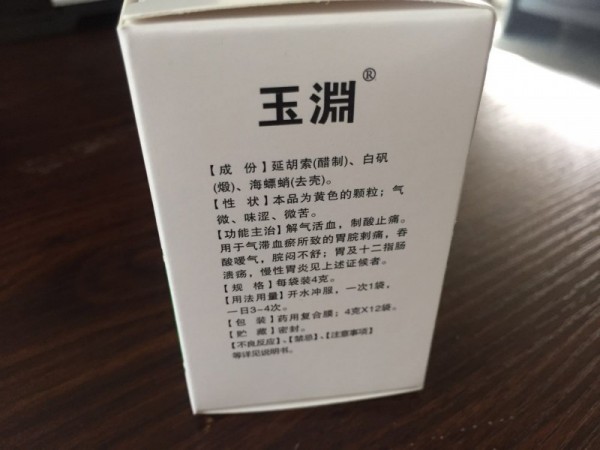 玉淵®
【成 份】延胡索(醋制)、白矾
(煅)、海螵蛸(去壳)。
【性 状】本品为黄色的颗粒；气
微、味涩、微苦。
【功能主治】解气活血，制酸止痛。
用于气滞血瘀所致的胃脘刺痛，吞
酸嗳气，脘闷不舒；胃及十二指肠
溃疡，慢性胃炎见上述证候者。
【规 格】每袋装4克。
【用法用量】开水冲服，一次1袋，
一日3-4次。
【包 装】药用复合膜；4克X12袋。
【贮 藏】密封。
【不良反应】、【禁忌】、【注意事项】
等详见说明书。